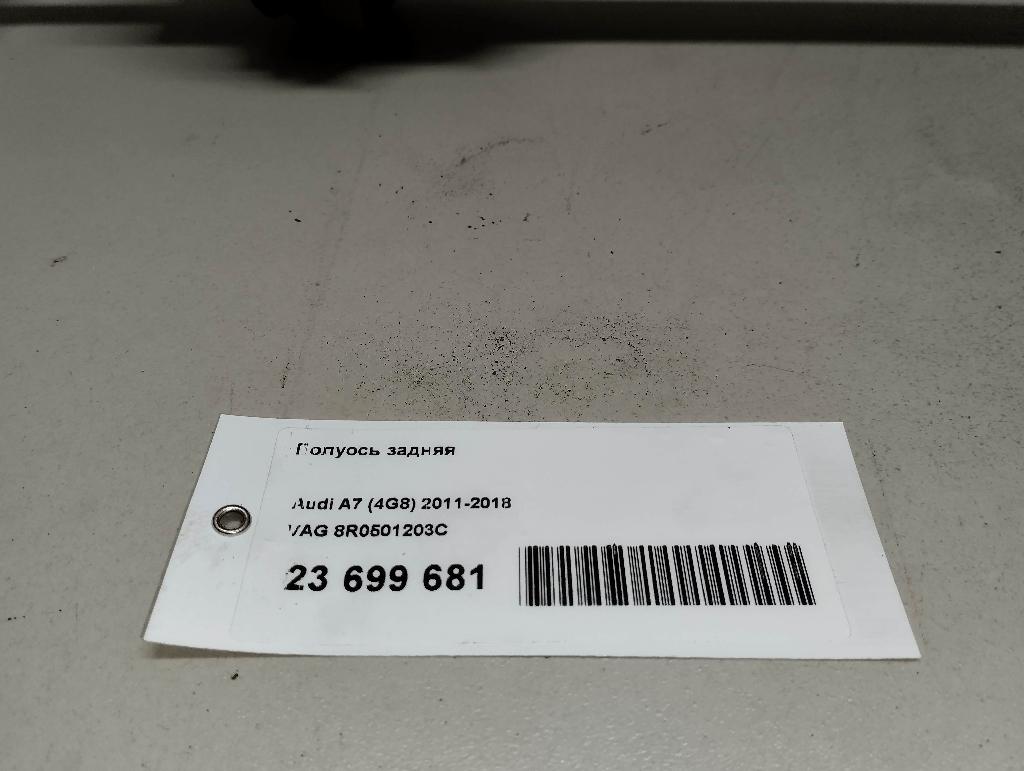 Полуось задняя
Audi A7 (4G8) 2011-2018
VAG 8R0501203C
23 699 681